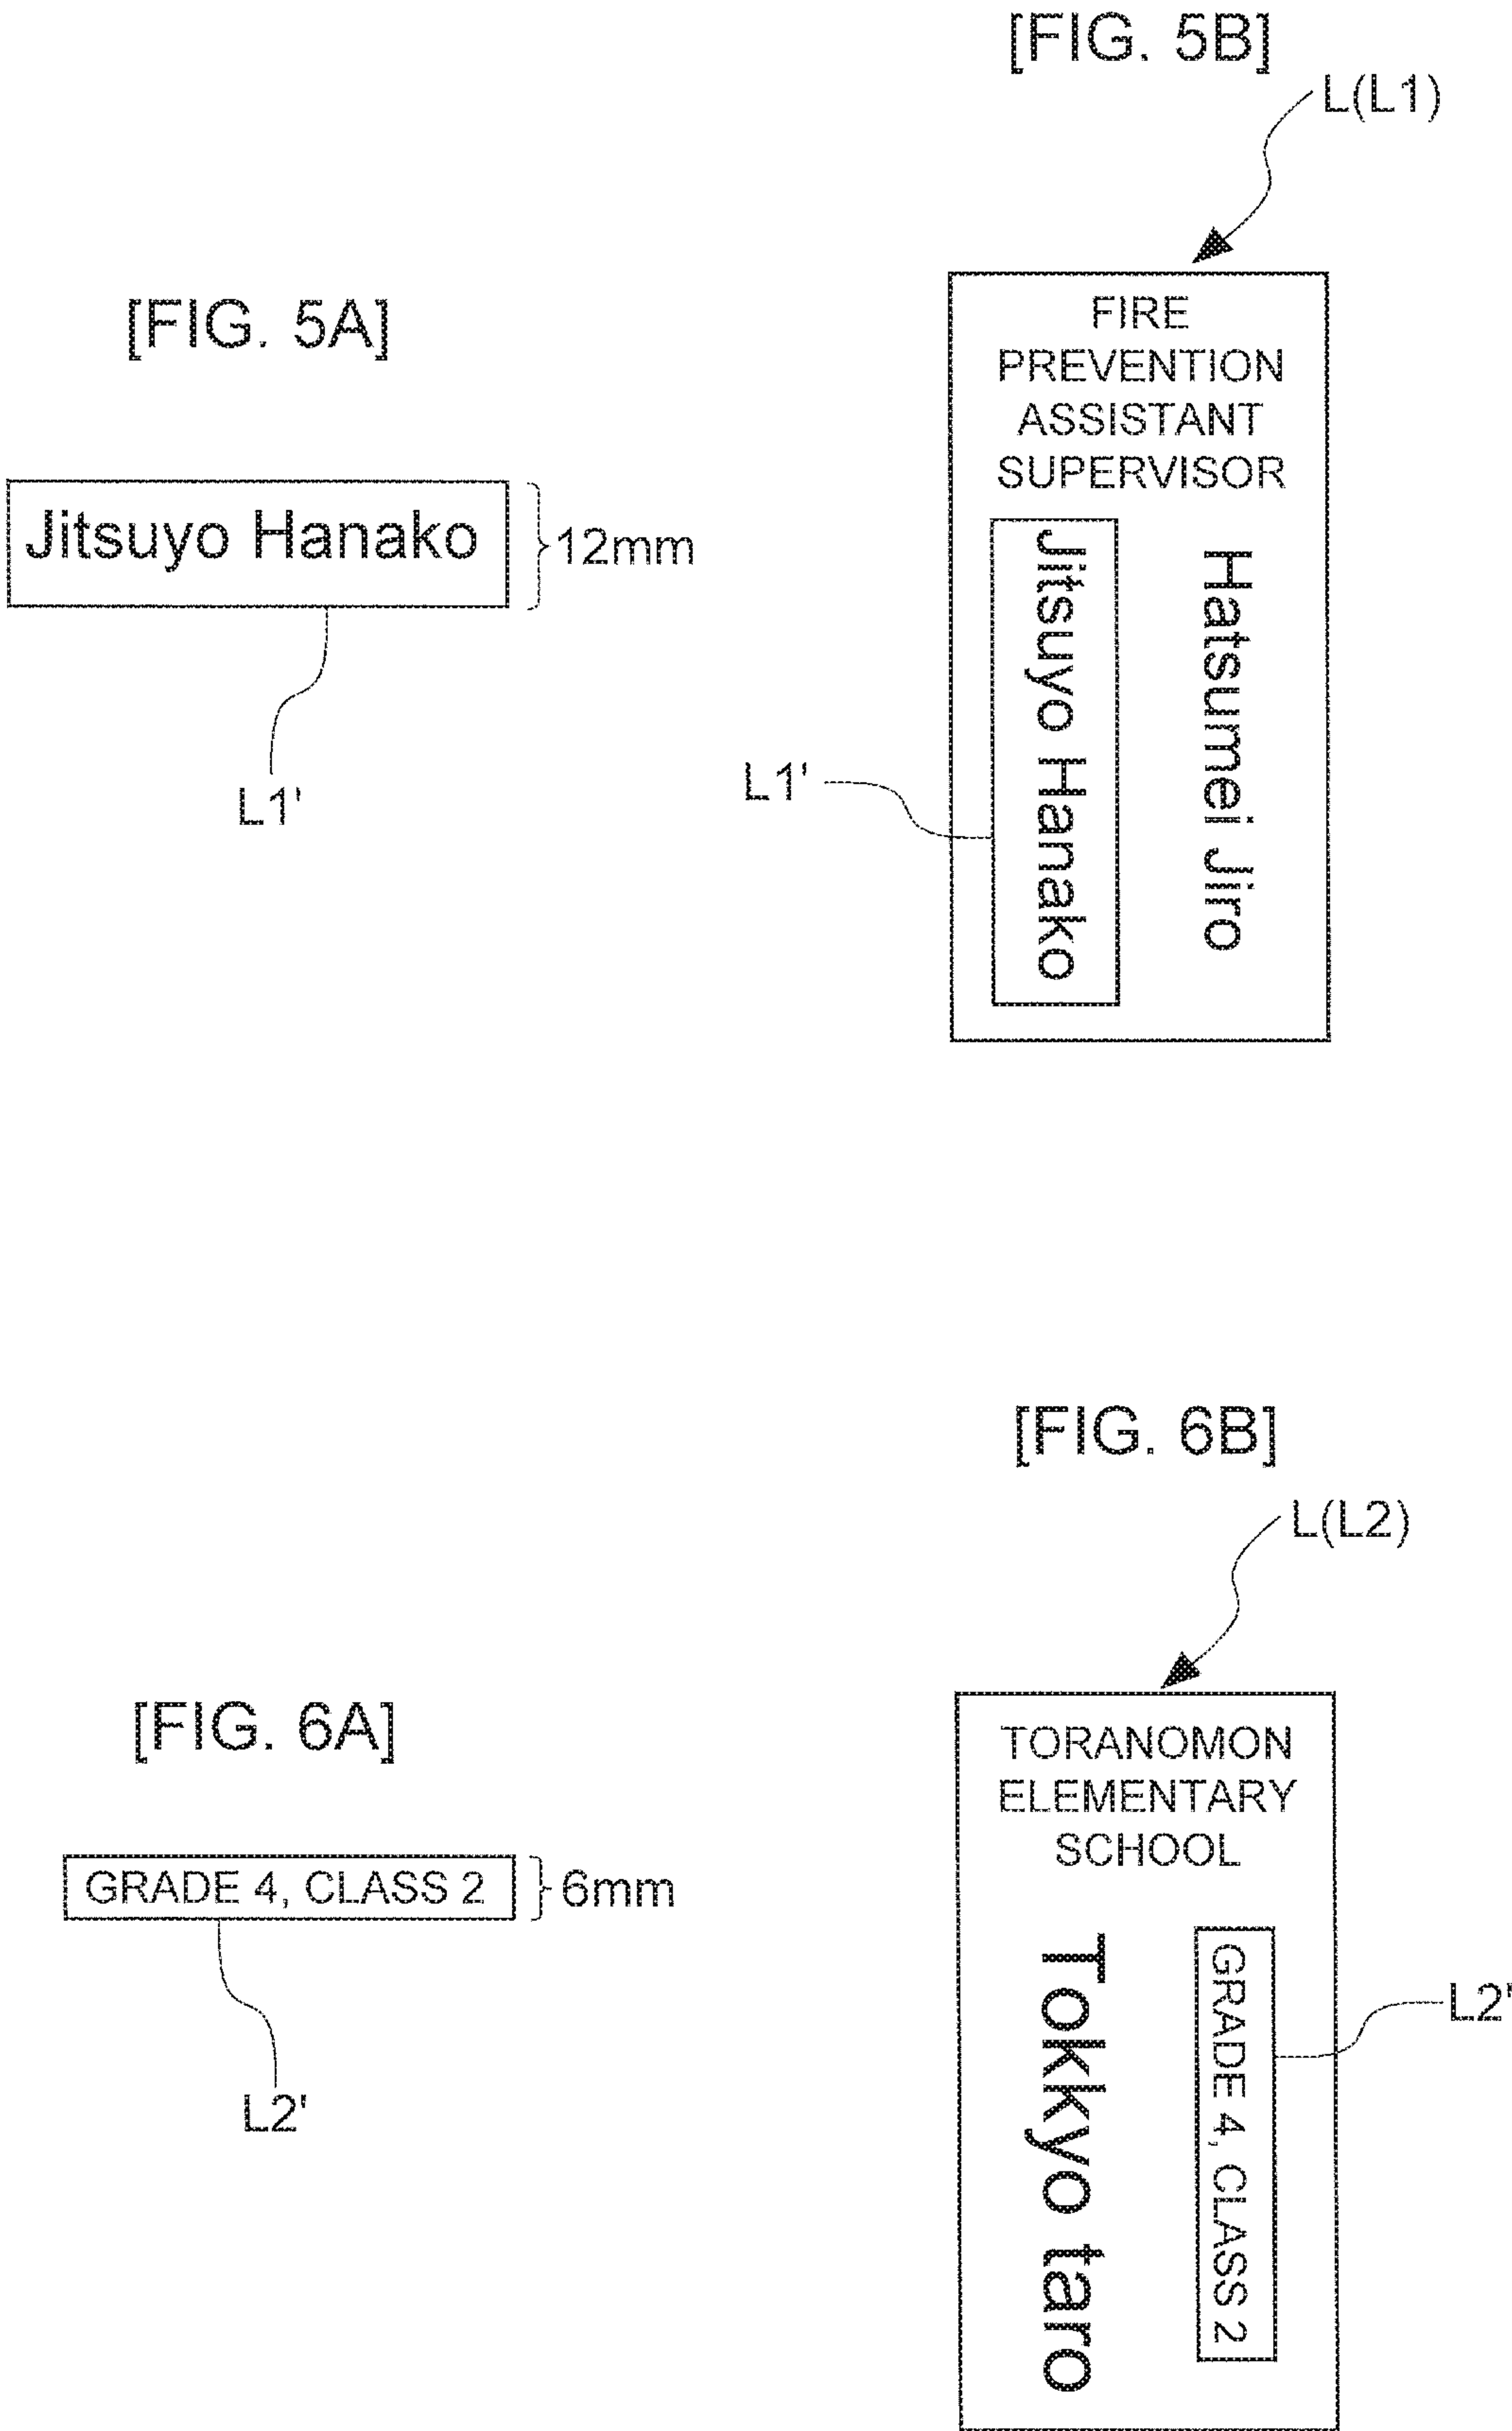 [FIG. 5A]
Jitsuyo Hanako
12mm
L1'
[FIG. 5B]
L(L1)
FIRE
PREVENTION
ASSISTANT
SUPERVISOR
Hatsumei Jiro
Jitsuyo Hanako
L1'
[FIG. 6A]
GRADE 4, CLASS 2
6mm
L2'
[FIG. 6B]
L(L2)
TORANOMON
ELEMENTARY
SCHOOL
GRADE 4, CLASS 2
Tokkyo taro
L2'